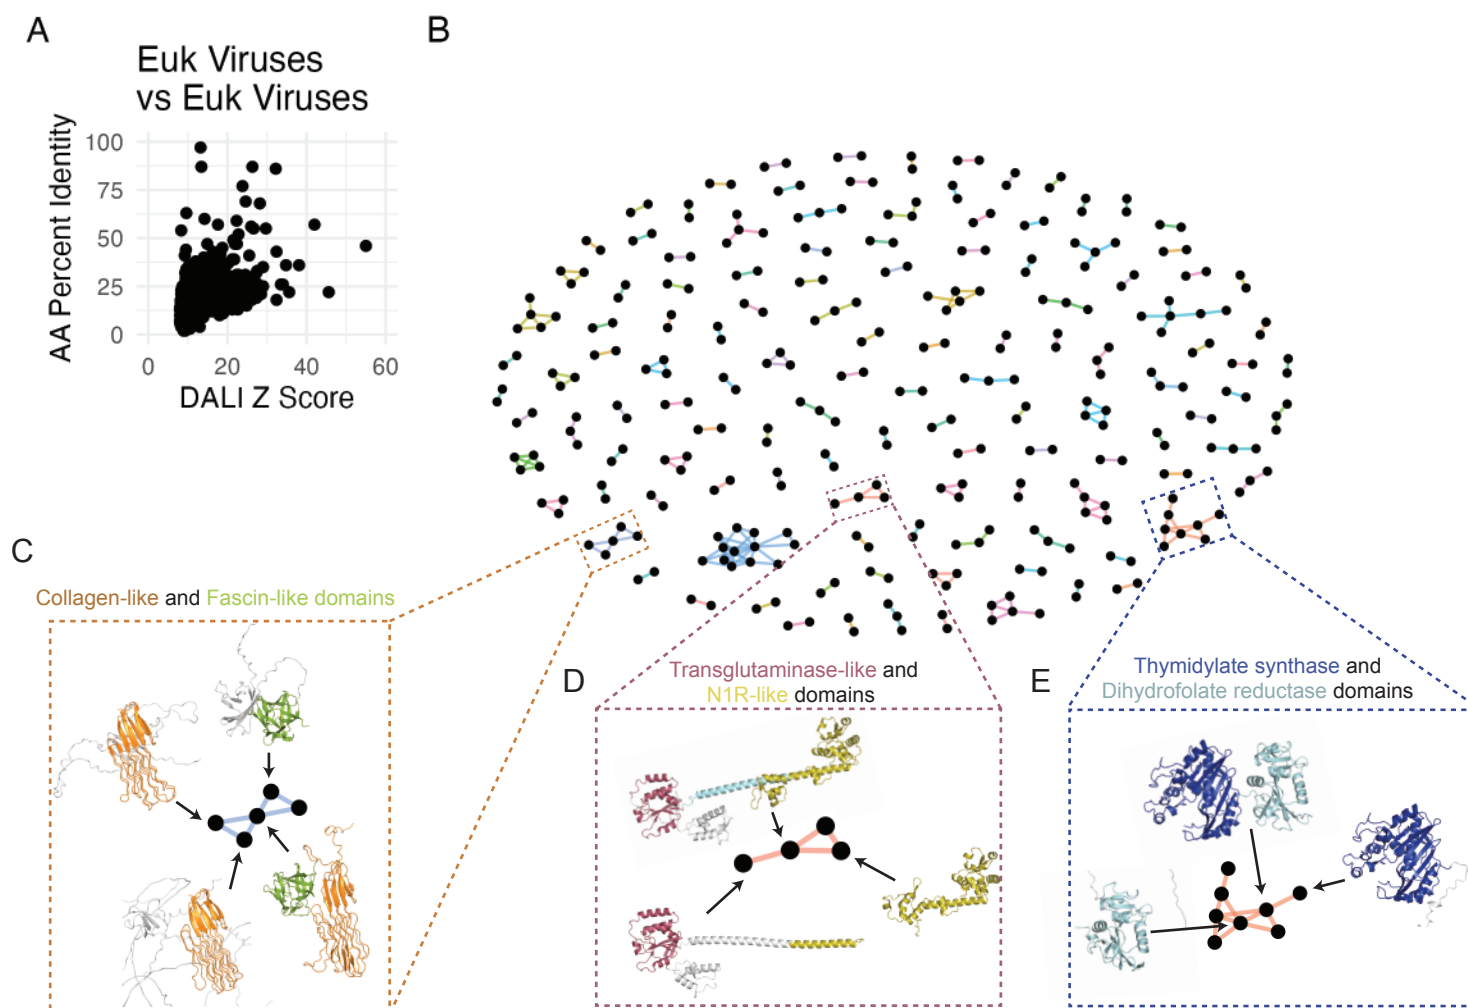 A
Euk Viruses
vs Euk Viruses
AA Percent Identity
100
75
50
25
0
0 20 40 60
DALI Z Score
B
C
Collagen-like and Fascin-like domains
D
Transglutaminase-like and
N1R-like domains
E
Thymidylate synthase and
Dihydrofolate reductase domains